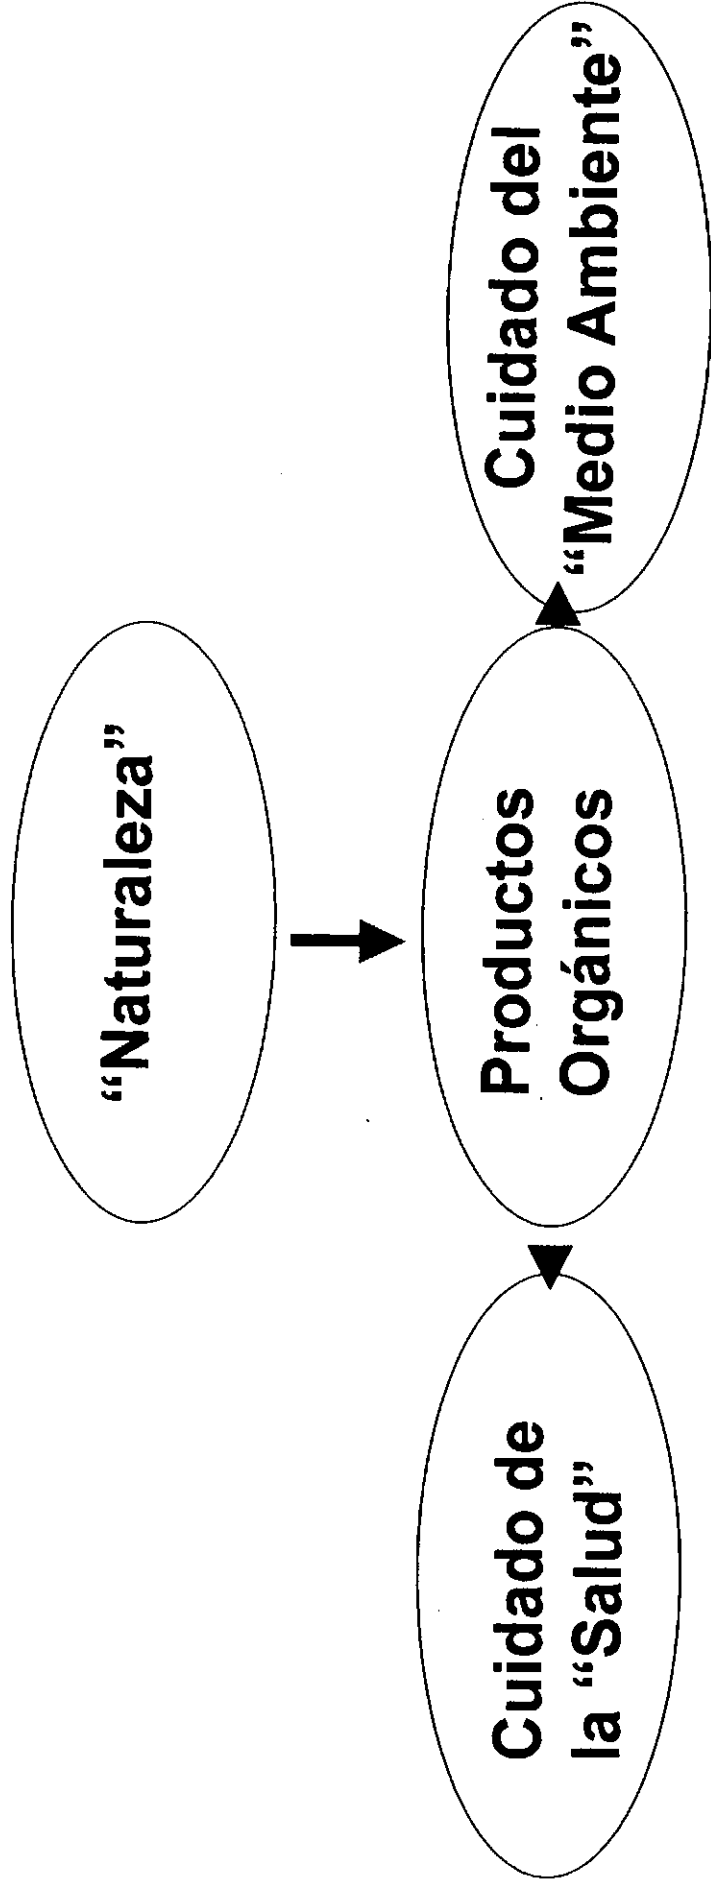 “Naturaleza”
Cuidado de
la “Salud”
Productos
Orgánicos
Cuidado del
“Medio Ambiente”